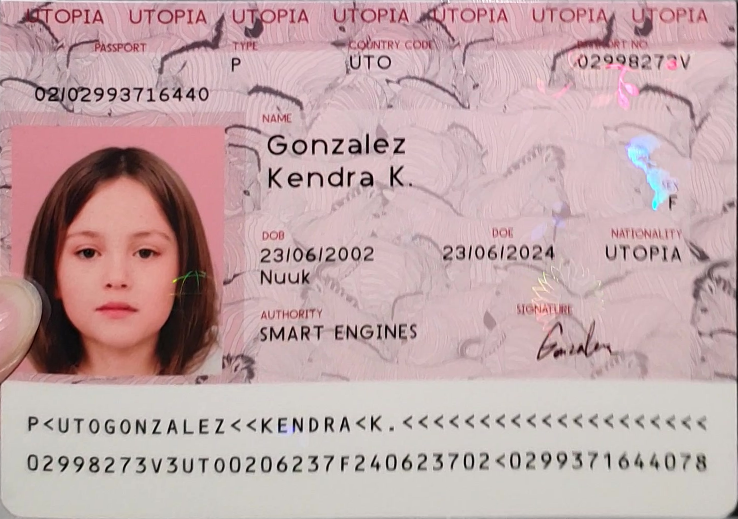 UTOPIA UTOPIA UTOPIA UTOPIA UTOPIA UTOPIA UTOPIA
PASSPORT TYPE COUNTRY CODE PASSPORT NO.
P UTO 02998273V
02/02993716440
NAME
Gonzalez
Kendra K.
SEX
F
DOB DOE NATIONALITY
23/06/2002 23/06/2024 UTOPIA
Nuuk
AUTHORITY SIGNATURE
SMART ENGINES Gonzalez
P<UTOGONZALEZ<<KENDRA<K.<<<<<<<<<<<<<<<<<<<<
02998273V3UTO0206237F240623702<0299371644078